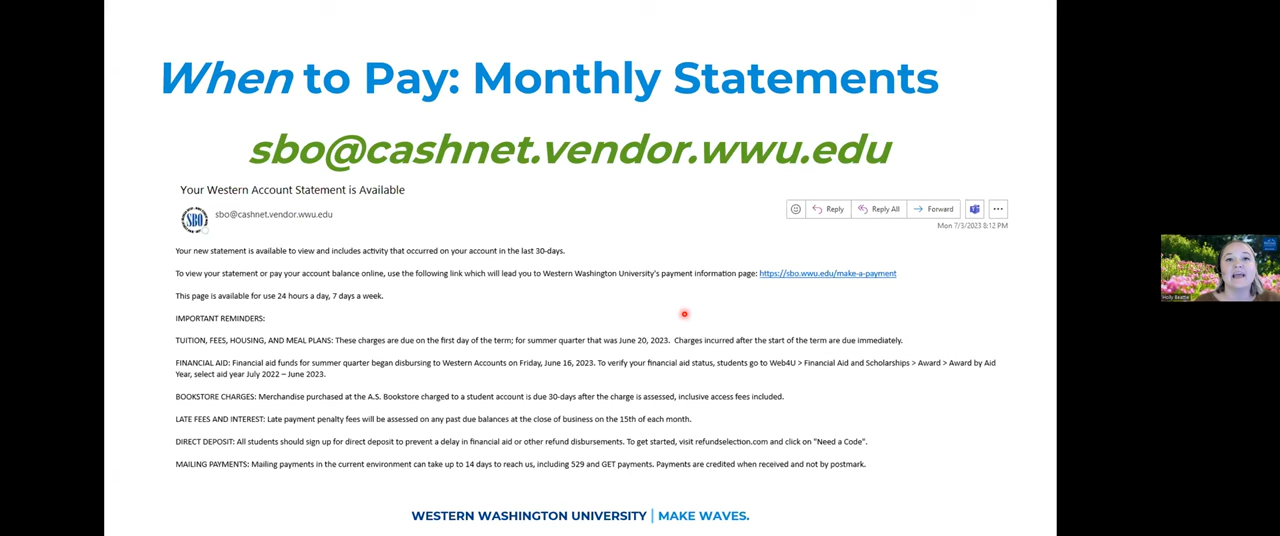 When to Pay: Monthly Statements
sbo@cashnet.vendor.wwu.edu
Your Western Account Statement is Available
SBO
sbo@cashnet.vendor.wwu.edu
Reply
Reply All
Forward
Mon 7/3/2023 8:12 PM
Your new statement is available to view and includes activity that occurred on your account in the last 30-days.
To view your statement or pay your account balance online, use the following link which will lead you to Western Washington University's payment information page: https://sbo.wwu.edu/make-a-payment
This page is available for use 24 hours a day, 7 days a week.
IMPORTANT REMINDERS:
TUITION, FEES, HOUSING, AND MEAL PLANS: These charges are due on the first day of the term; for summer quarter that was June 20, 2023.  Charges incurred after the start of the term are due immediately.
FINANCIAL AID: Financial aid funds for summer quarter began disbursing to Western Accounts on Friday, June 16, 2023. To verify your financial aid status, students go to Web4U > Financial Aid and Scholarships > Award > Award by Aid
Year, select aid year July 2022 – June 2023.
BOOKSTORE CHARGES: Merchandise purchased at the A.S. Bookstore charged to a student account is due 30-days after the charge is assessed, inclusive access fees included.
LATE FEES AND INTEREST: Late payment penalty fees will be assessed on any past due balances at the close of business on the 15th of each month.
DIRECT DEPOSIT: All students should sign up for direct deposit to prevent a delay in financial aid or other refund disbursements. To get started, visit refundselection.com and click on "Need a Code".
MAILING PAYMENTS: Mailing payments in the current environment can take up to 14 days to reach us, including 529 and GET payments. Payments are credited when received and not by postmark.
WESTERN WASHINGTON UNIVERSITY | MAKE WAVES.
Holly Beattie